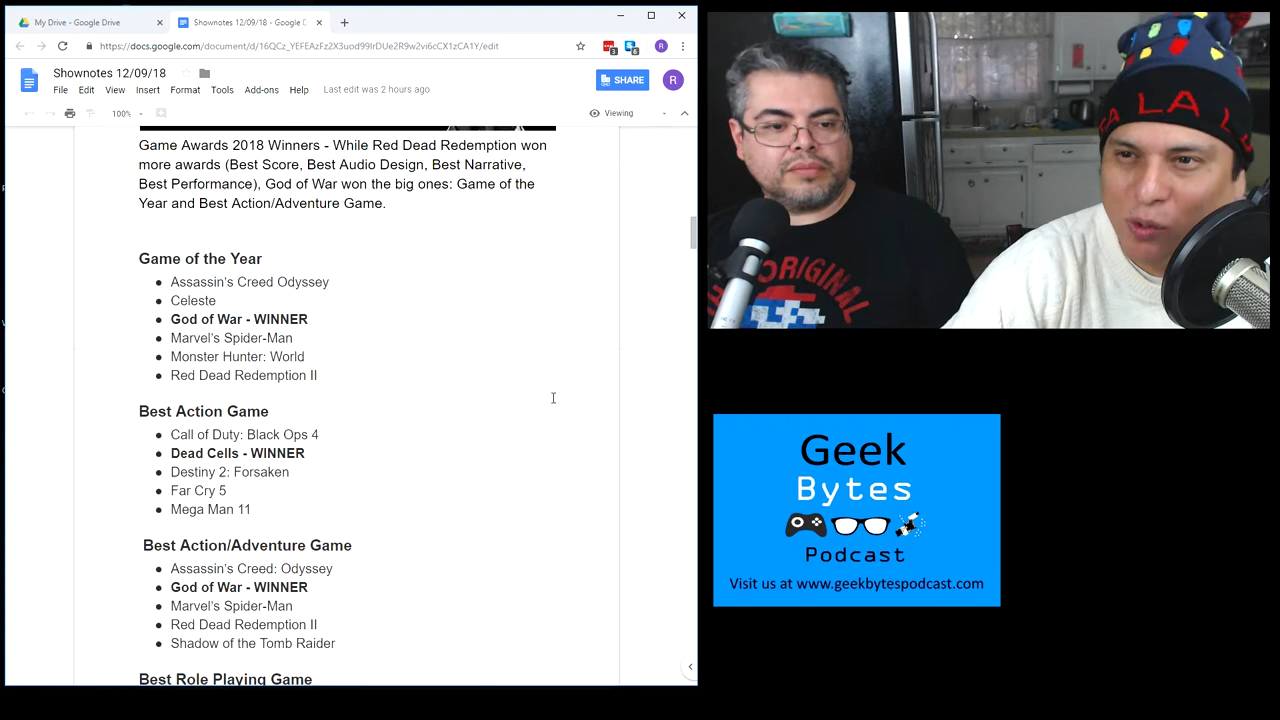 My Drive - Google Drive
Shownotes 12/09/18 - Google D
https://docs.google.com/document/d/16QCz_YEFEAzFz2X3uod99IrDUe2R9w2vi6cCX1zCA1Y/edit
Shownotes 12/09/18
SHARE
R
File Edit View Insert Format Tools Add-ons Help Last edit was 2 hours ago
100%
Viewing
Game Awards 2018 Winners - While Red Dead Redemption won
more awards (Best Score, Best Audio Design, Best Narrative,
Best Performance), God of War won the big ones: Game of the
Year and Best Action/Adventure Game.
Game of the Year
Assassin's Creed Odyssey
Celeste
God of War - WINNER
Marvel's Spider-Man
Monster Hunter: World
Red Dead Redemption II
Best Action Game
Call of Duty: Black Ops 4
Dead Cells - WINNER
Destiny 2: Forsaken
Far Cry 5
Mega Man 11
Best Action/Adventure Game
Assassin's Creed: Odyssey
God of War - WINNER
Marvel's Spider-Man
Red Dead Redemption II
Shadow of the Tomb Raider
Best Role Playing Game
LA LA
ORIGINAL
Geek
Bytes
Podcast
Visit us at www.geekbytespodcast.com